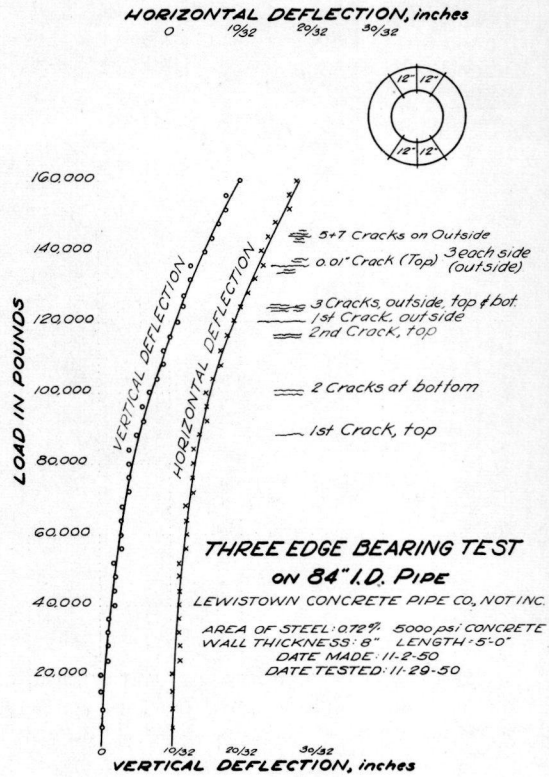 HORIZONTAL DEFLECTION, inches
0 10/32 20/32 30/32
12" 12"
12" 12"
160,000
5+7 Cracks on Outside
140,000
0.01" Crack (Top) 3 each side (outside)
3 Cracks, outside, top & bot.
120,000
1st Crack, outside
2nd Crack, top
100,000
2 Cracks at bottom
1st Crack, top
80,000
60,000
40,000
20,000
0
LOAD IN POUNDS
VERTICAL DEFLECTION
HORIZONTAL DEFLECTION
THREE EDGE BEARING TEST
ON 84" I.D. PIPE
LEWISTOWN CONCRETE PIPE CO., NOT INC.
AREA OF STEEL: 0.72% 5000 psi CONCRETE
WALL THICKNESS: 8" LENGTH: 5'-0"
DATE MADE: 11-2-50
DATE TESTED: 11-29-50
10/32 20/32 30/32
VERTICAL DEFLECTION, inches